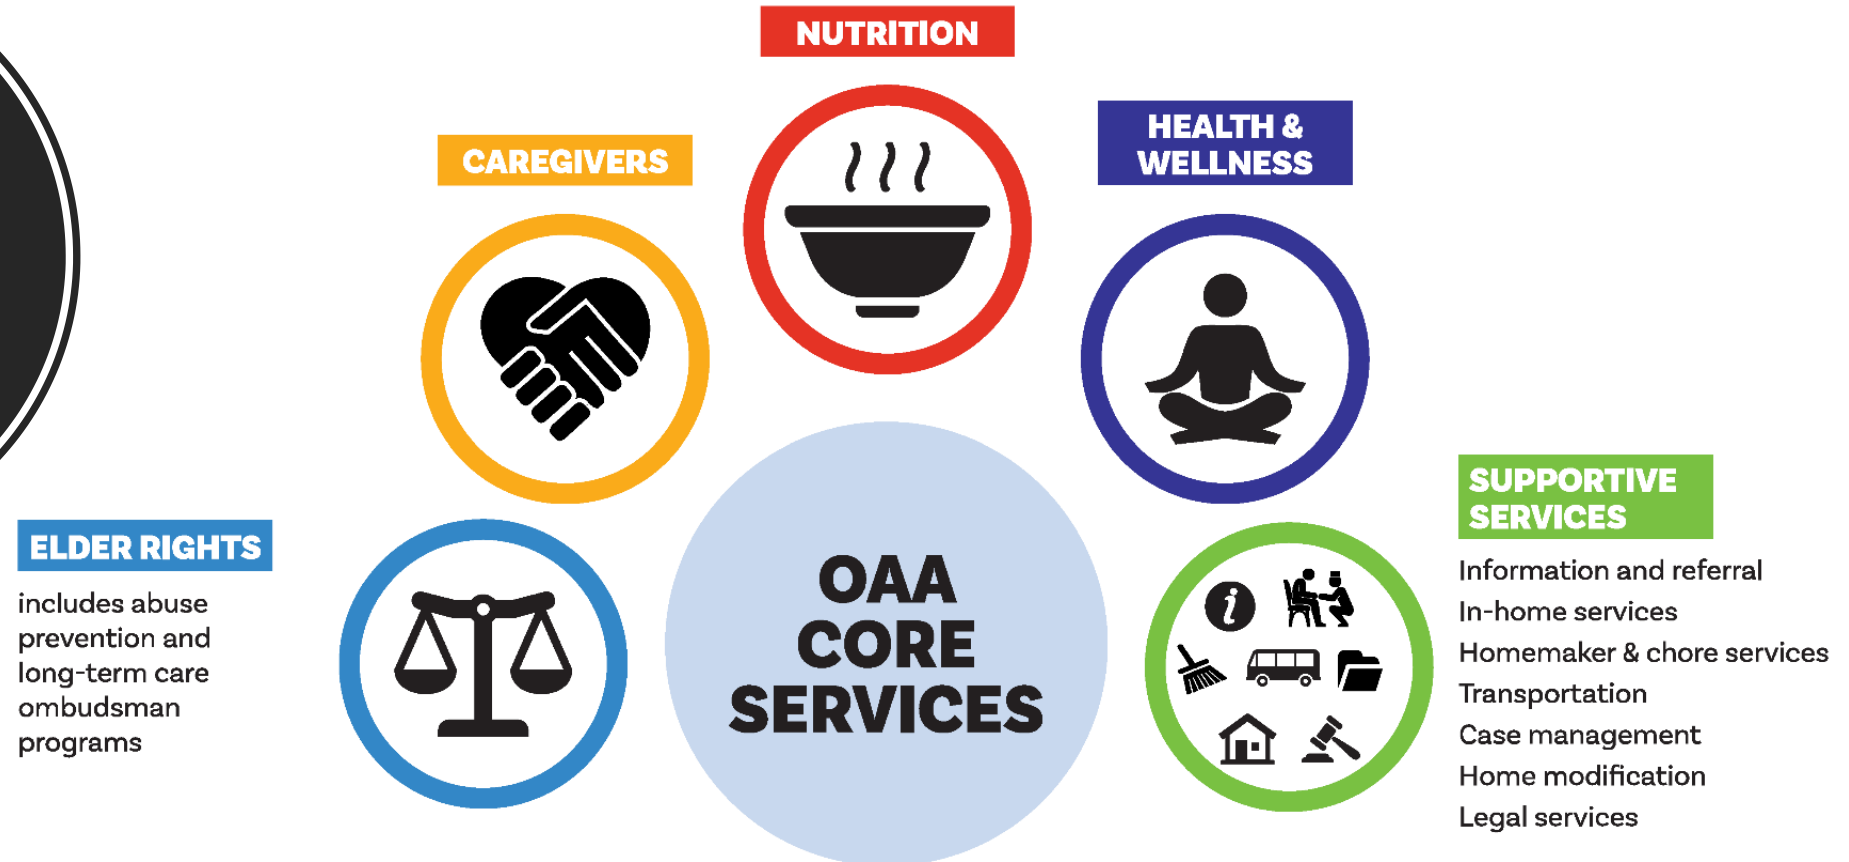 NUTRITION
CAREGIVERS
HEALTH &
WELLNESS
ELDER RIGHTS
includes abuse
prevention and
long-term care
ombudsman
programs
OAA
CORE
SERVICES
SUPPORTIVE
SERVICES
Information and referral
In-home services
Homemaker & chore services
Transportation
Case management
Home modification
Legal services